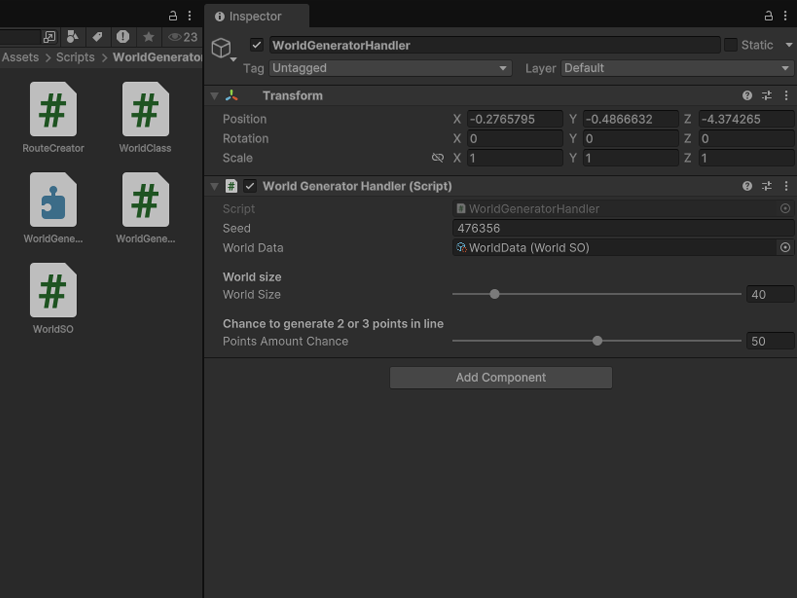 Inspector
23
Assets > Scripts > WorldGenerator
RouteCreator
WorldClass
WorldGene...
WorldGene...
WorldSO
WorldGeneratorHandler
Static
Tag Untagged
Layer Default
Transform
Position X -0.2765795 Y -0.4866632 Z -4.374265
Rotation X 0 Y 0 Z 0
Scale X 1 Y 1 Z 1
# World Generator Handler (Script)
Script WorldGeneratorHandler
Seed 476356
World Data WorldData (World SO)
World size
World Size 40
Chance to generate 2 or 3 points in line
Points Amount Chance 50
Add Component